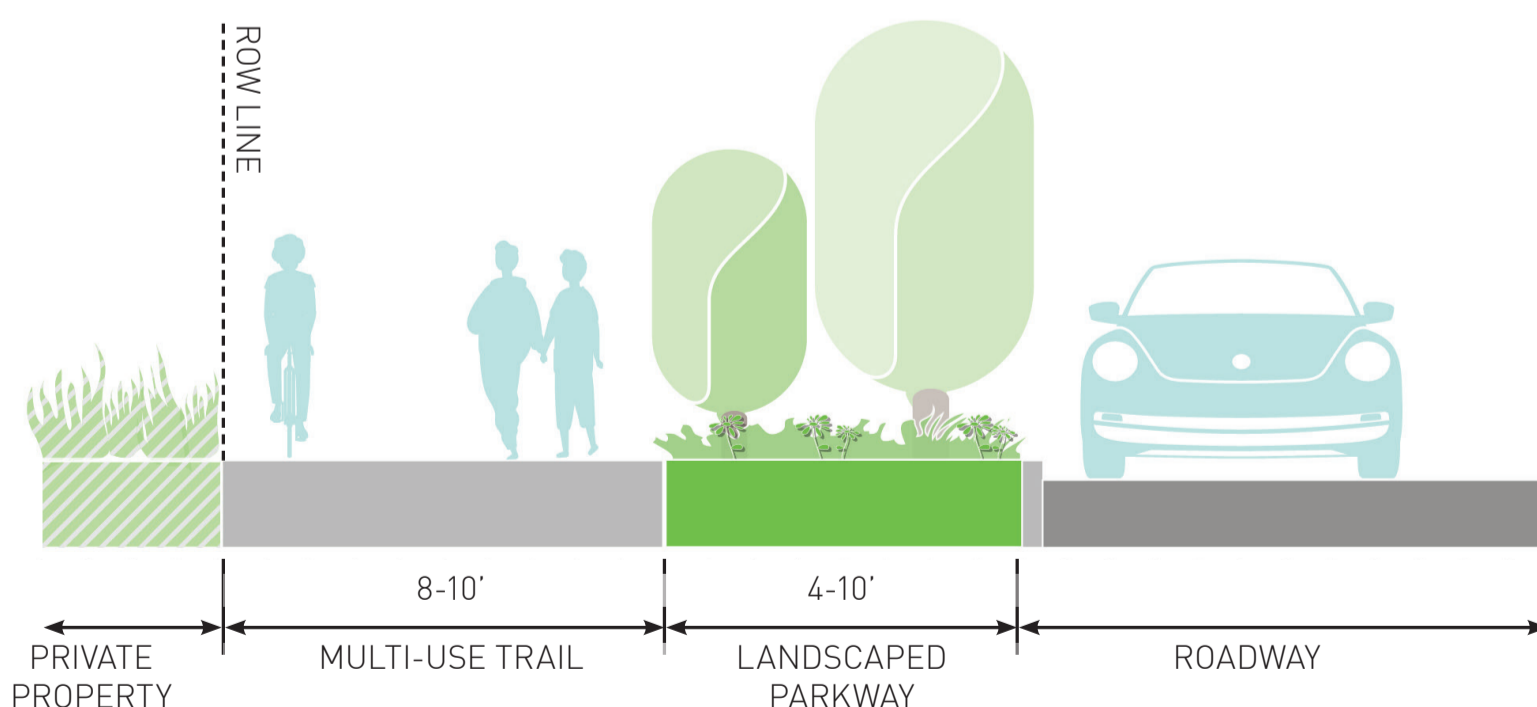 ROW LINE
8-10’
4-10’
PRIVATE
PROPERTY
MULTI-USE TRAIL
LANDSCAPED
PARKWAY
ROADWAY